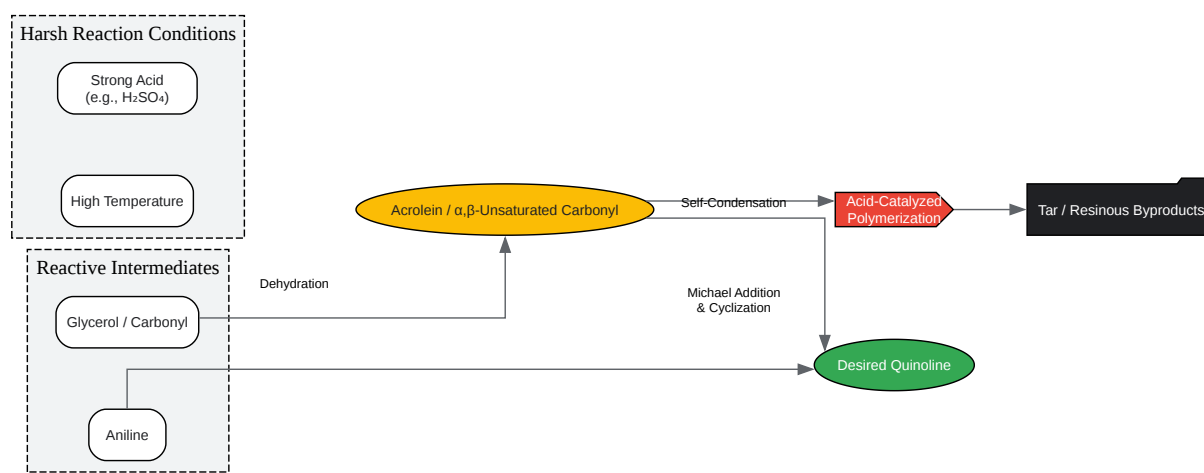 Harsh Reaction Conditions
Strong Acid
(e.g., H₂SO₄)
High Temperature
Reactive Intermediates
Glycerol / Carbonyl
Aniline
Dehydration
Acrolein / α,β-Unsaturated Carbonyl
Self-Condensation
Michael Addition
& Cyclization
Acid-Catalyzed
Polymerization
Tar / Resinous Byproducts
Desired Quinoline